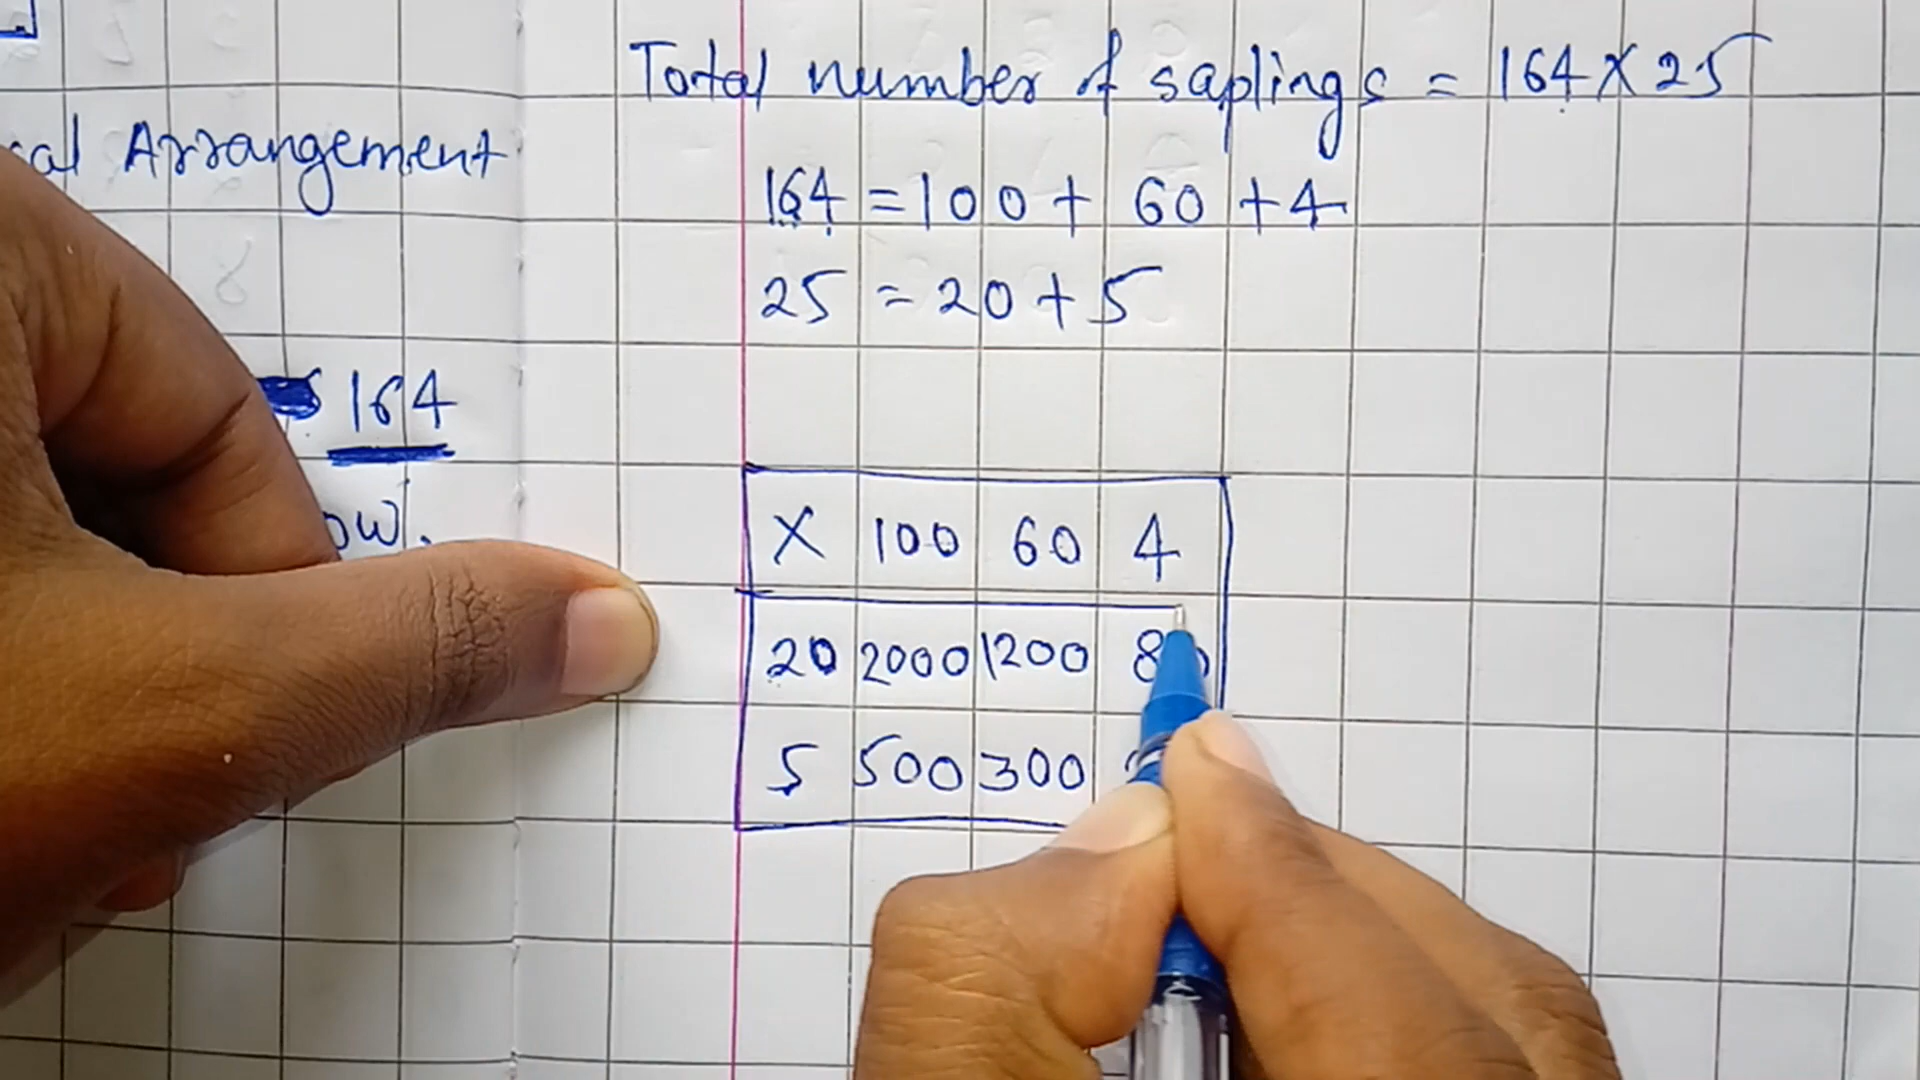 Arrangement
164
ow.
Total number of saplings = 164 X 25
164 = 100 + 60 + 4
25 = 20 + 5
X 100 60 4
20 2000 1200 8
5 500 300